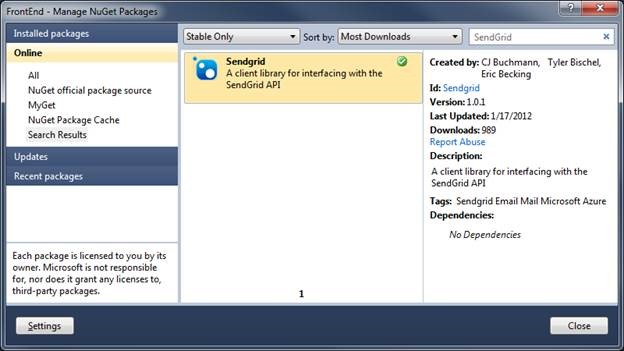 FrontEnd - Manage NuGet Packages
Installed packages
Online
All
NuGet official package source
MyGet
NuGet Package Cache
Search Results
Updates
Recent packages
Each package is licensed to you by its
owner. Microsoft is not responsible
for, nor does it grant any licenses to,
third-party packages.
Stable Only
Sort by: Most Downloads
SendGrid
Sendgrid
A client library for interfacing with the
SendGrid API
1
Created by: CJ Buchmann, Tyler Bischel,
Eric Becking
Id: Sendgrid
Version: 1.0.1
Last Updated: 1/17/2012
Downloads: 989
Report Abuse
Description:
A client library for interfacing with the
SendGrid API
Tags: Sendgrid Email Mail Microsoft Azure
Dependencies:
No Dependencies
Settings
Close